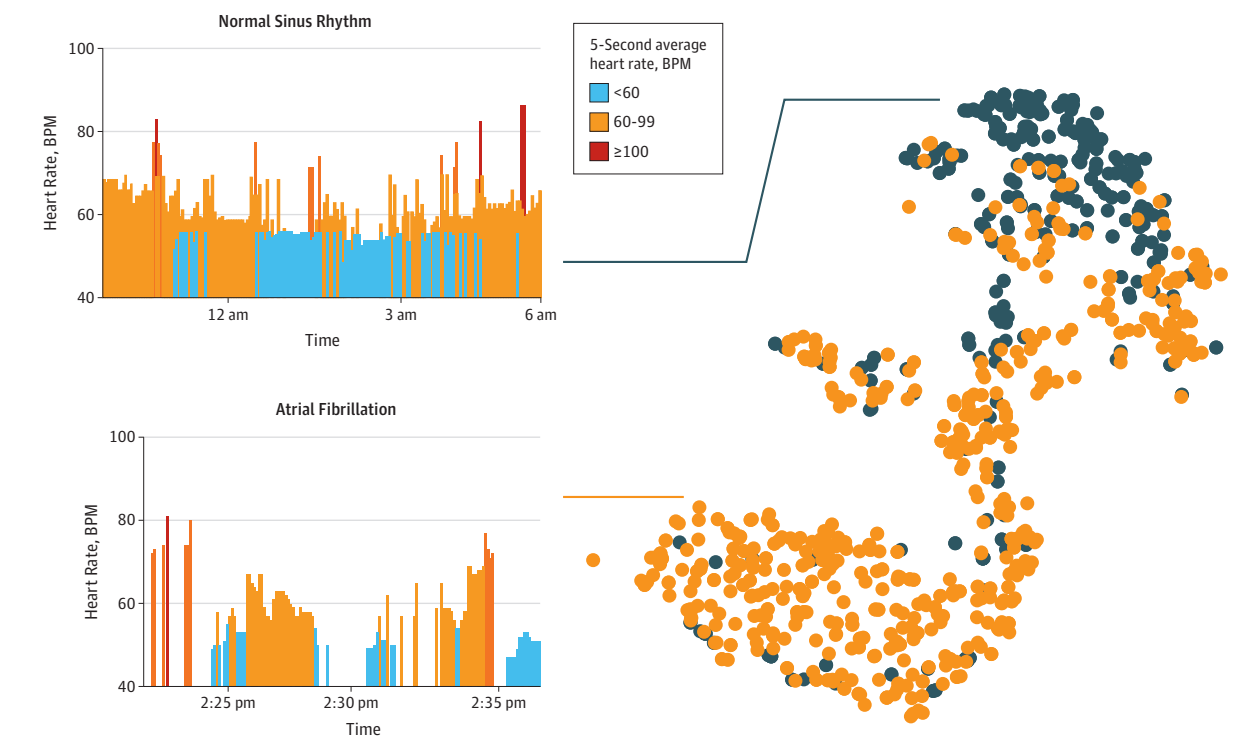 Normal Sinus Rhythm
100
80
60
40
Heart Rate, BPM
12 am
3 am
6 am
Time
5-Second average
heart rate, BPM
<60
60-99
≥100
Atrial Fibrillation
100
80
60
40
Heart Rate, BPM
2:25 pm
2:30 pm
2:35 pm
Time